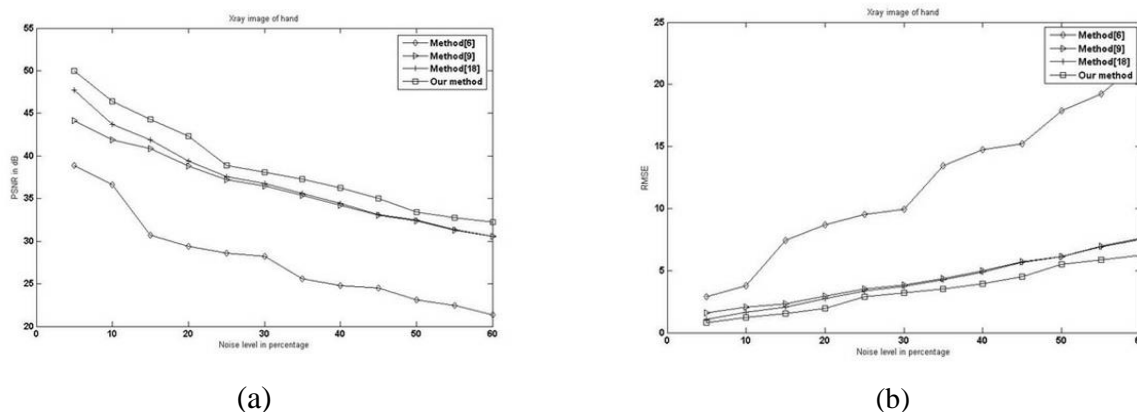 Xray image of hand
55
50
45
40
35
30
25
20
PSNR in dB
0 10 20 30 40 50 60
Noise level in percentage
Method[6]
Method[9]
Method[18]
Our method
(a)
Xray image of hand
25
20
15
10
5
0
RMSE
0 10 20 30 40 50
Noise level in percentage
Method[6]
Method[9]
Method[18]
Our method
(b)